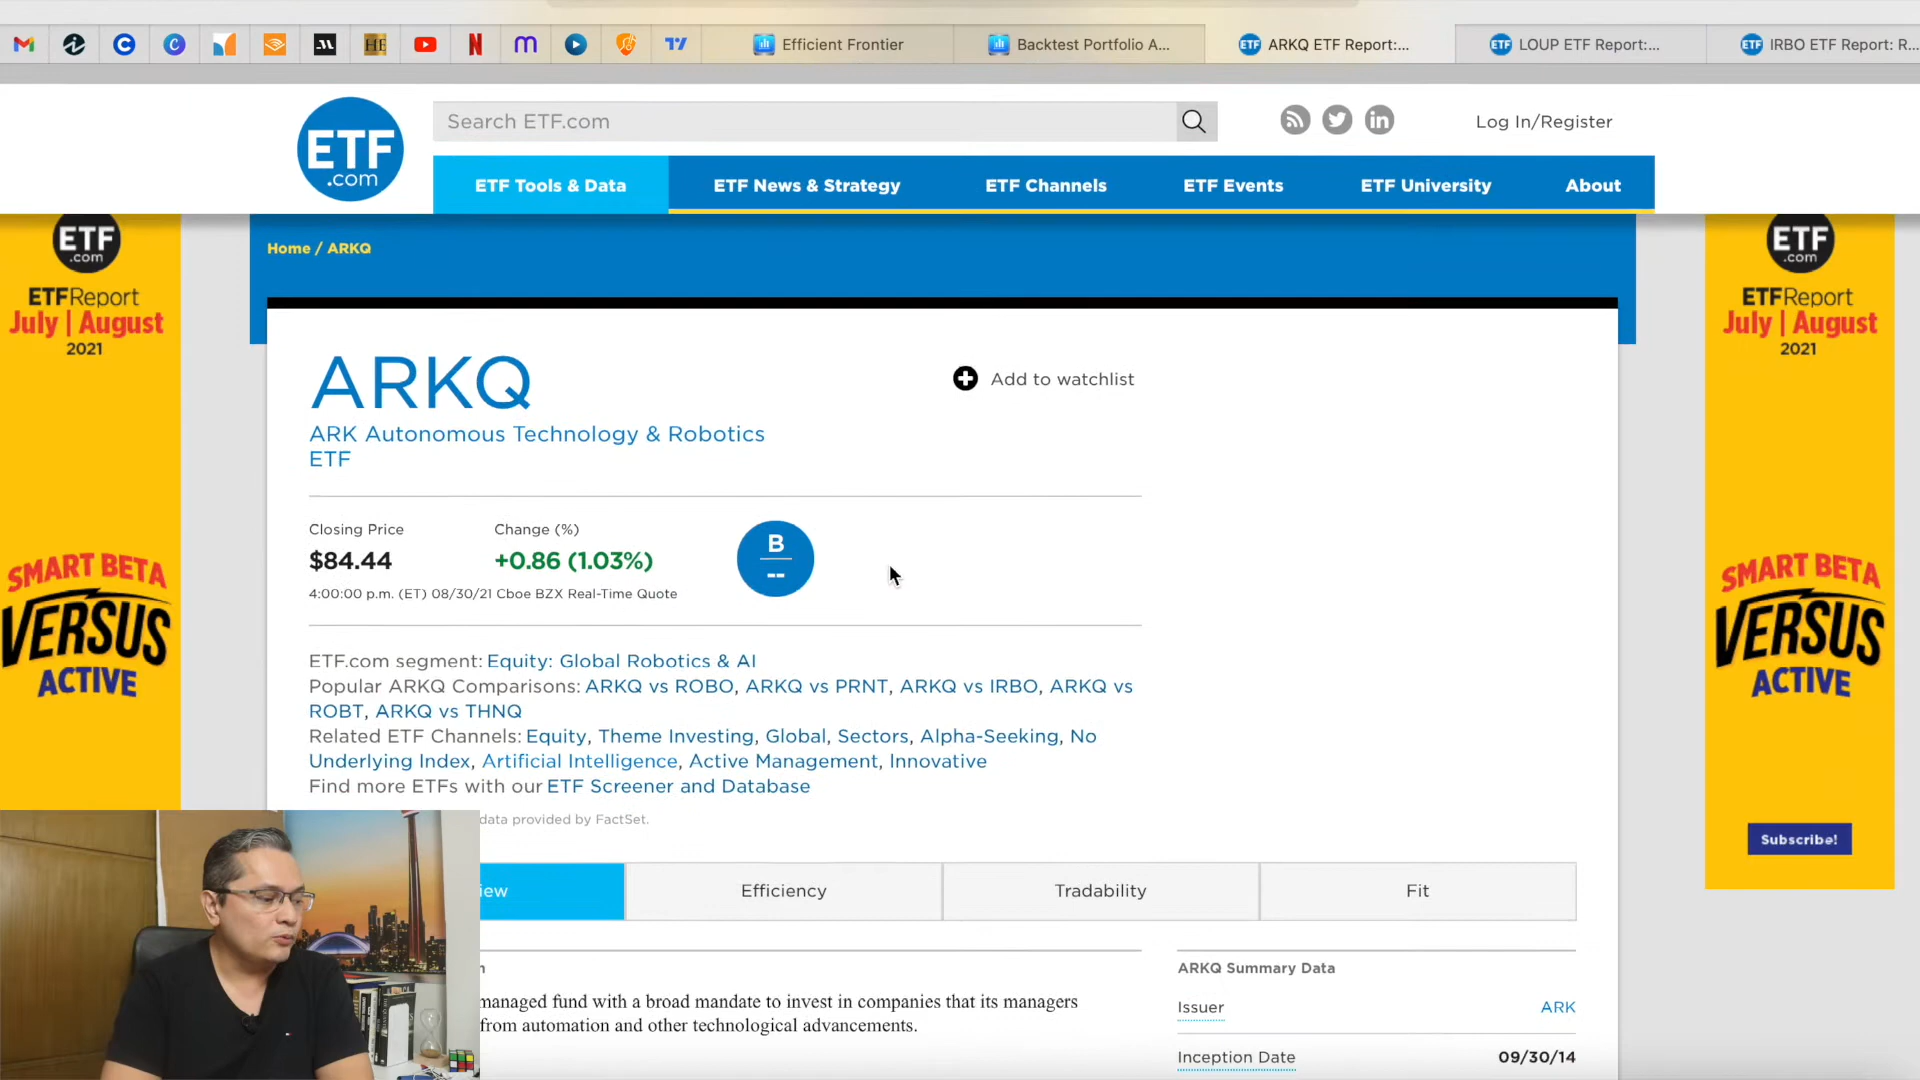 Efficient Frontier
Backtest Portfolio A...
ETF ARKQ ETF Report:...
ETF LOUP ETF Report:...
ETF IRBO ETF Report: R...
ETF
.com
Search ETF.com
Log In/Register
ETF Tools & Data
ETF News & Strategy
ETF Channels
ETF Events
ETF University
About
Home / ARKQ
ETF
.com
ETFReport
July | August
2021
SMART BETA
VERSUS
ACTIVE
ARKQ
Add to watchlist
ARK Autonomous Technology & Robotics
ETF
Closing Price
$84.44
Change (%)
+0.86 (1.03%)
B
--
4:00:00 p.m. (ET) 08/30/21 Cboe BZX Real-Time Quote
ETF.com segment: Equity: Global Robotics & AI
Popular ARKQ Comparisons: ARKQ vs ROBO, ARKQ vs PRNT, ARKQ vs IRBO, ARKQ vs
ROBT, ARKQ vs THNQ
Related ETF Channels: Equity, Theme Investing, Global, Sectors, Alpha-Seeking, No
Underlying Index, Artificial Intelligence, Active Management, Innovative
Find more ETFs with our ETF Screener and Database
data provided by FactSet.
iew
Efficiency
Tradability
Fit
n
managed fund with a broad mandate to invest in companies that its managers
from automation and other technological advancements.
ARKQ Summary Data
Issuer
ARK
Inception Date
09/30/14
ETF
.com
ETFReport
July | August
2021
SMART BETA
VERSUS
ACTIVE
Subscribe!